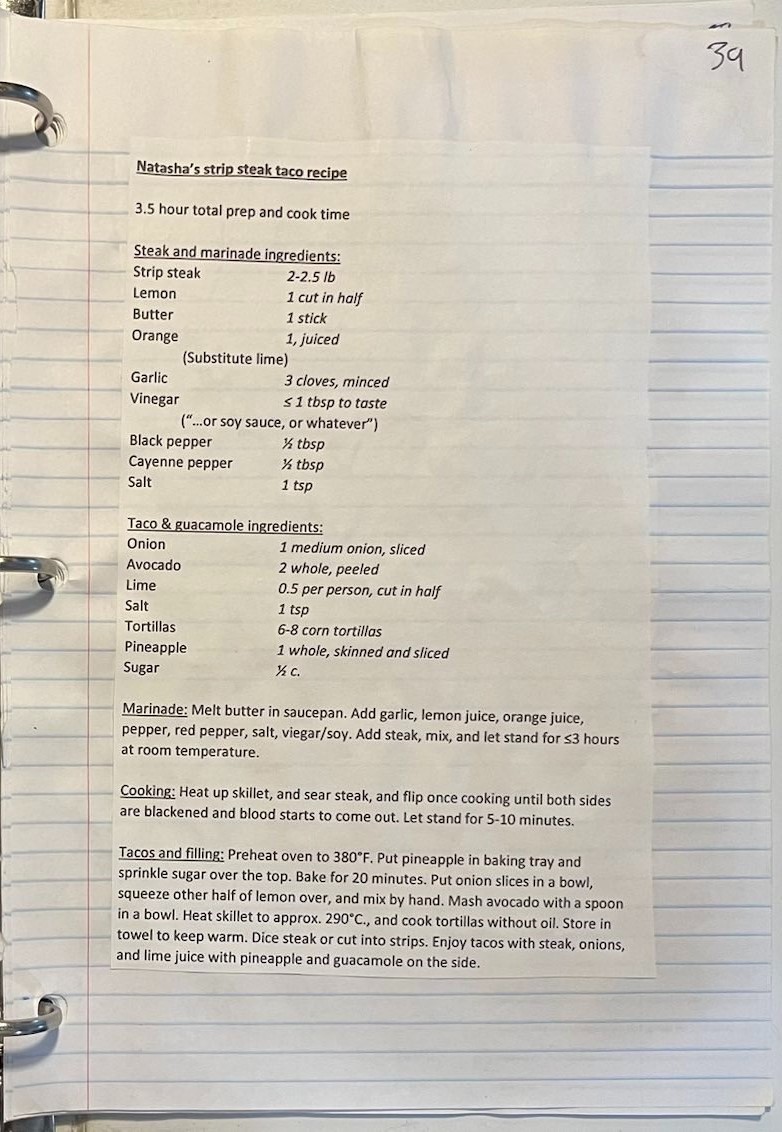 39
Natasha's strip steak taco recipe
3.5 hour total prep and cook time
Steak and marinade ingredients:
Strip steak 2-2.5 lb
Lemon 1 cut in half
Butter 1 stick
Orange 1, juiced
(Substitute lime)
Garlic 3 cloves, minced
Vinegar ≤ 1 tbsp to taste
("...or soy sauce, or whatever")
Black pepper ½ tbsp
Cayenne pepper ½ tbsp
Salt 1 tsp
Taco & guacamole ingredients:
Onion 1 medium onion, sliced
Avocado 2 whole, peeled
Lime 0.5 per person, cut in half
Salt 1 tsp
Tortillas 6-8 corn tortillas
Pineapple 1 whole, skinned and sliced
Sugar ½ c.
Marinade: Melt butter in saucepan. Add garlic, lemon juice, orange juice,
pepper, red pepper, salt, viegar/soy. Add steak, mix, and let stand for ≤3 hours
at room temperature.
Cooking: Heat up skillet, and sear steak, and flip once cooking until both sides
are blackened and blood starts to come out. Let stand for 5-10 minutes.
Tacos and filling: Preheat oven to 380°F. Put pineapple in baking tray and
sprinkle sugar over the top. Bake for 20 minutes. Put onion slices in a bowl,
squeeze other half of lemon over, and mix by hand. Mash avocado with a spoon
in a bowl. Heat skillet to approx. 290°C., and cook tortillas without oil. Store in
towel to keep warm. Dice steak or cut into strips. Enjoy tacos with steak, onions,
and lime juice with pineapple and guacamole on the side.